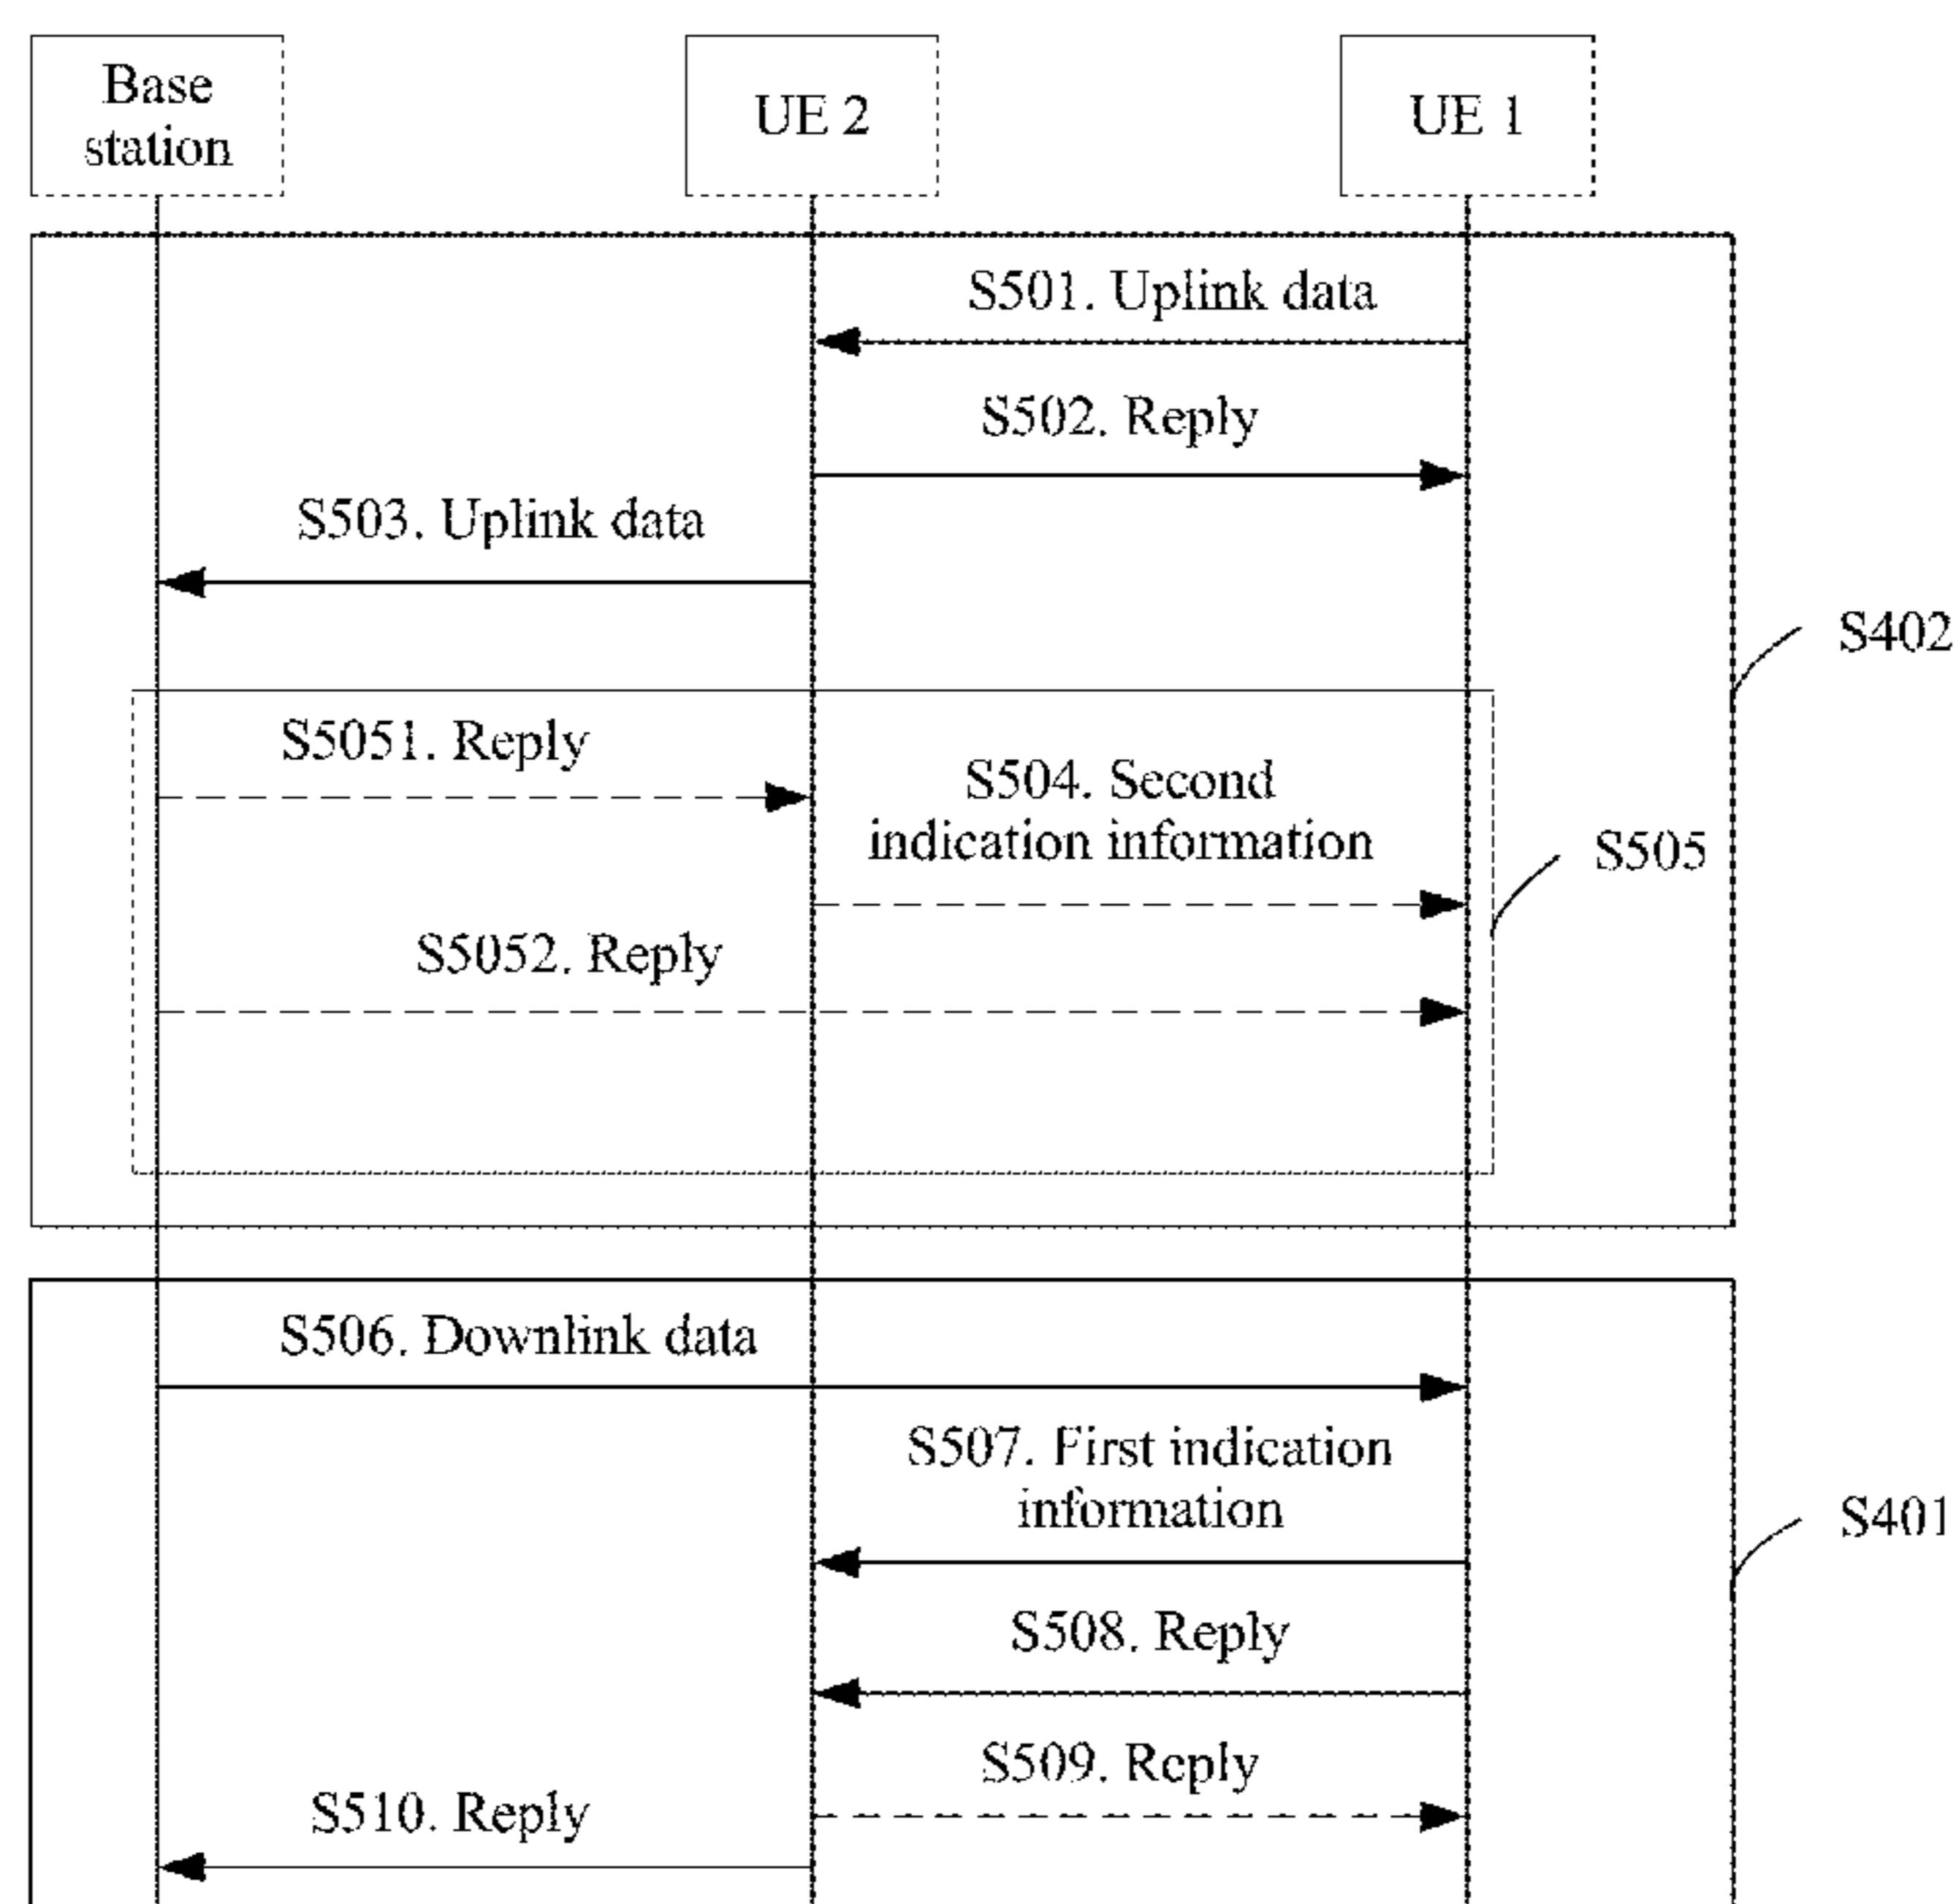 Base
station
UE 2
UE 1
S501. Uplink data
S502. Reply
S503. Uplink data
S402
S5051. Reply
S504. Second
indication information
S505
S5052. Reply
S506. Downlink data
S507. First indication
information
S401
S508. Reply
S509. Reply
S510. Reply